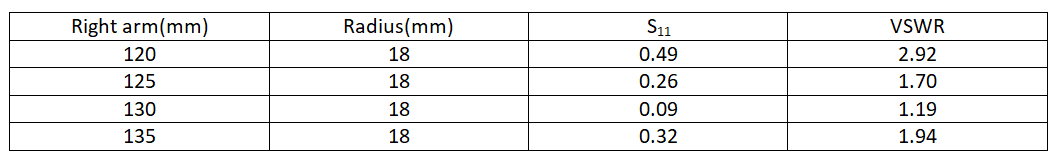 Right arm(mm) Radius(mm) S₁₁ VSWR
120 18 0.49 2.92
125 18 0.26 1.70
130 18 0.09 1.19
135 18 0.32 1.94